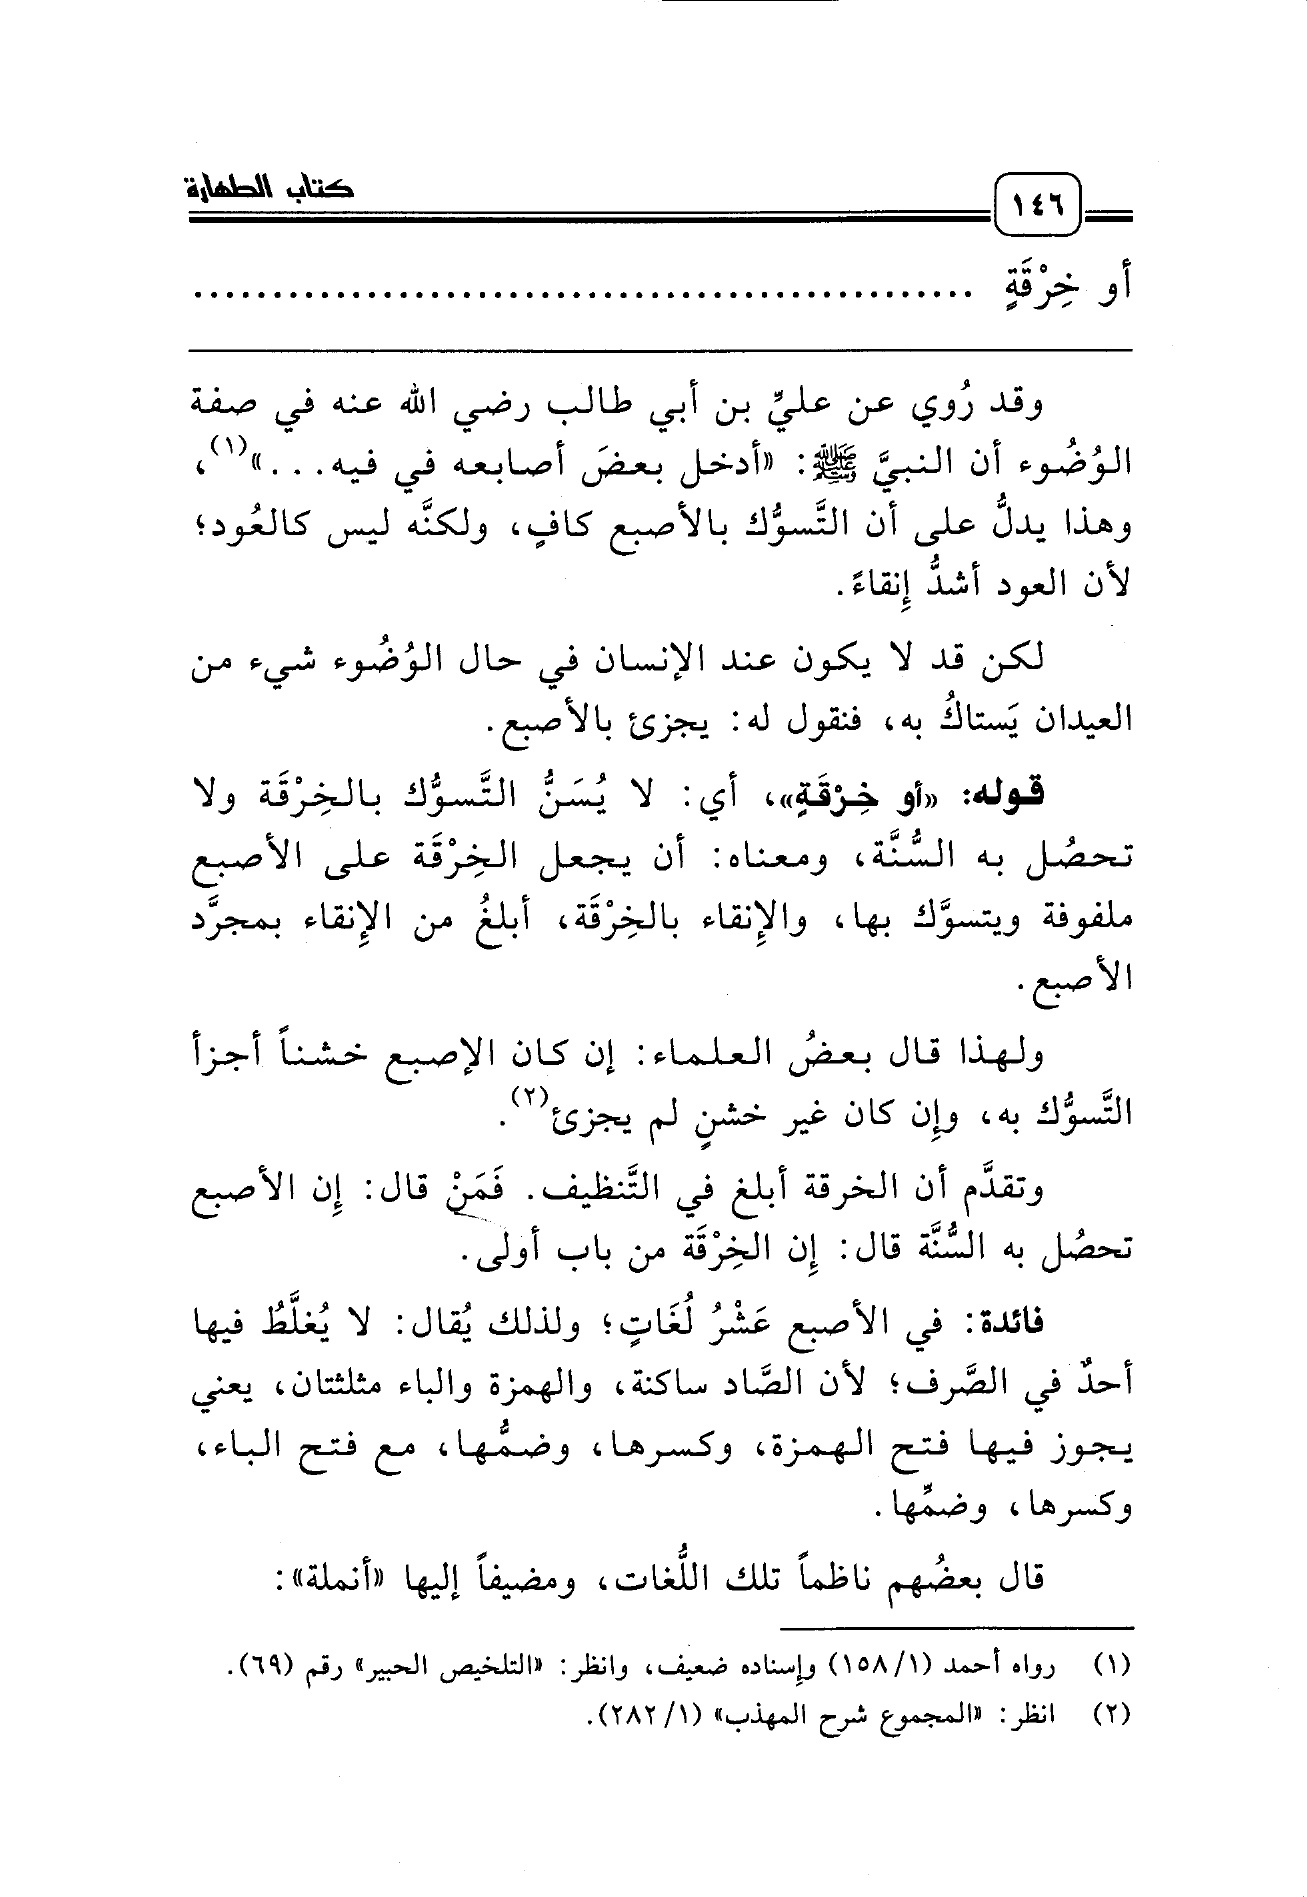 كتاب الطهارة
١٤٦
أو خِرْقَةٍ ..................................................
وقد رُوي عن عليِّ بن أبي طالب رضي الله عنه في صفة
الوُضُوء أن النبيَّ ﷺ: «أدخل بعضَ أصابعه في فيه...»(١)،
وهذا يدلُّ على أن التَّسوُّك بالأصبع كافٍ، ولكنَّه ليس كالعُود؛
لأن العود أشدُّ إِنقاءً.
لكن قد لا يكون عند الإنسان في حال الوُضُوء شيء من
العيدان يَستاكُ به، فنقول له: يجزئ بالأصبع.
قوله: «أو خِرْقَةٍ»، أي: لا يُسَنُّ التَّسوُّك بالخِرْقَة ولا
تحصُل به السُّنَّة، ومعناه: أن يجعل الخِرْقَة على الأصبع
ملفوفة ويتسوَّك بها، والإِنقاء بالخِرْقَة، أبلغُ من الإِنقاء بمجرَّد
الأصبع.
ولهذا قال بعضُ العلماء: إن كان الإصبع خشناً أجزأ
التَّسوُّك به، وإِن كان غير خشنٍ لم يجزئ(٢).
وتقدَّم أن الخرقة أبلغ في التَّنظيف. فَمَنْ قال: إِن الأصبع
تحصُل به السُّنَّة قال: إِن الخِرْقَة من باب أولى.
فائدة: في الأصبع عَشْرُ لُغَاتٍ؛ ولذلك يُقال: لا يُغلَّطُ فيها
أحدٌ في الصَّرف؛ لأن الصَّاد ساكنة، والهمزة والباء مثلثتان، يعني
يجوز فيها فتح الهمزة، وكسرها، وضمُّها، مع فتح الباء،
وكسرها، وضمِّها.
قال بعضُهم ناظماً تلك اللُّغات، ومضيفاً إليها «أنملة»:
(١) رواه أحمد (١/ ١٥٨) وإسناده ضعيف، وانظر: «التلخيص الحبير» رقم (٦٩).
(٢) انظر: «المجموع شرح المهذب» (١/ ٢٨٢).